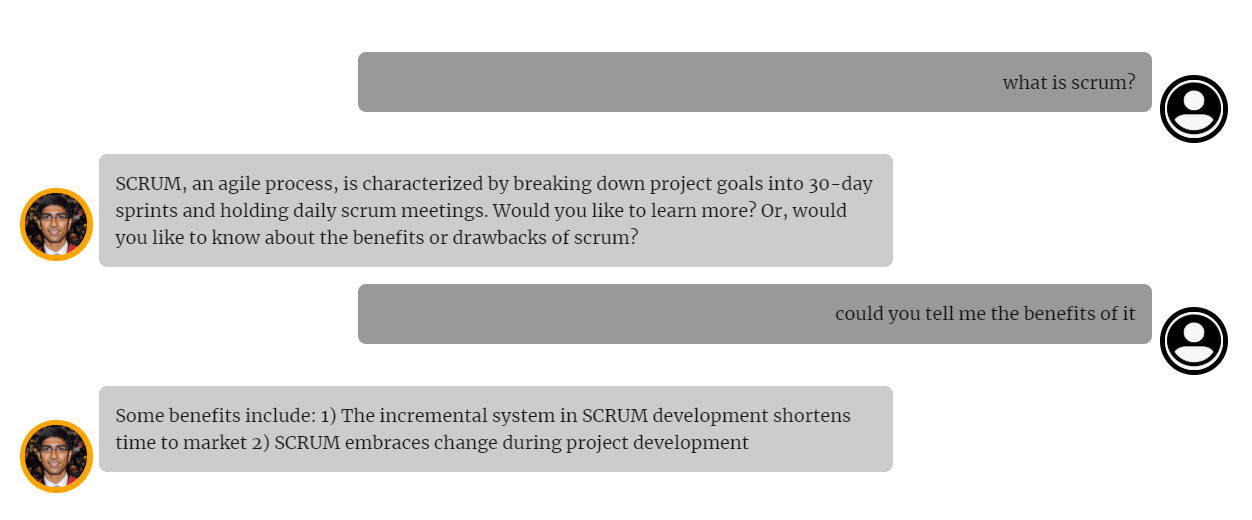 what is scrum?
SCRUM, an agile process, is characterized by breaking down project goals into 30-day
sprints and holding daily scrum meetings. Would you like to learn more? Or, would
you like to know about the benefits or drawbacks of scrum?
could you tell me the benefits of it
Some benefits include: 1) The incremental system in SCRUM development shortens
time to market 2) SCRUM embraces change during project development